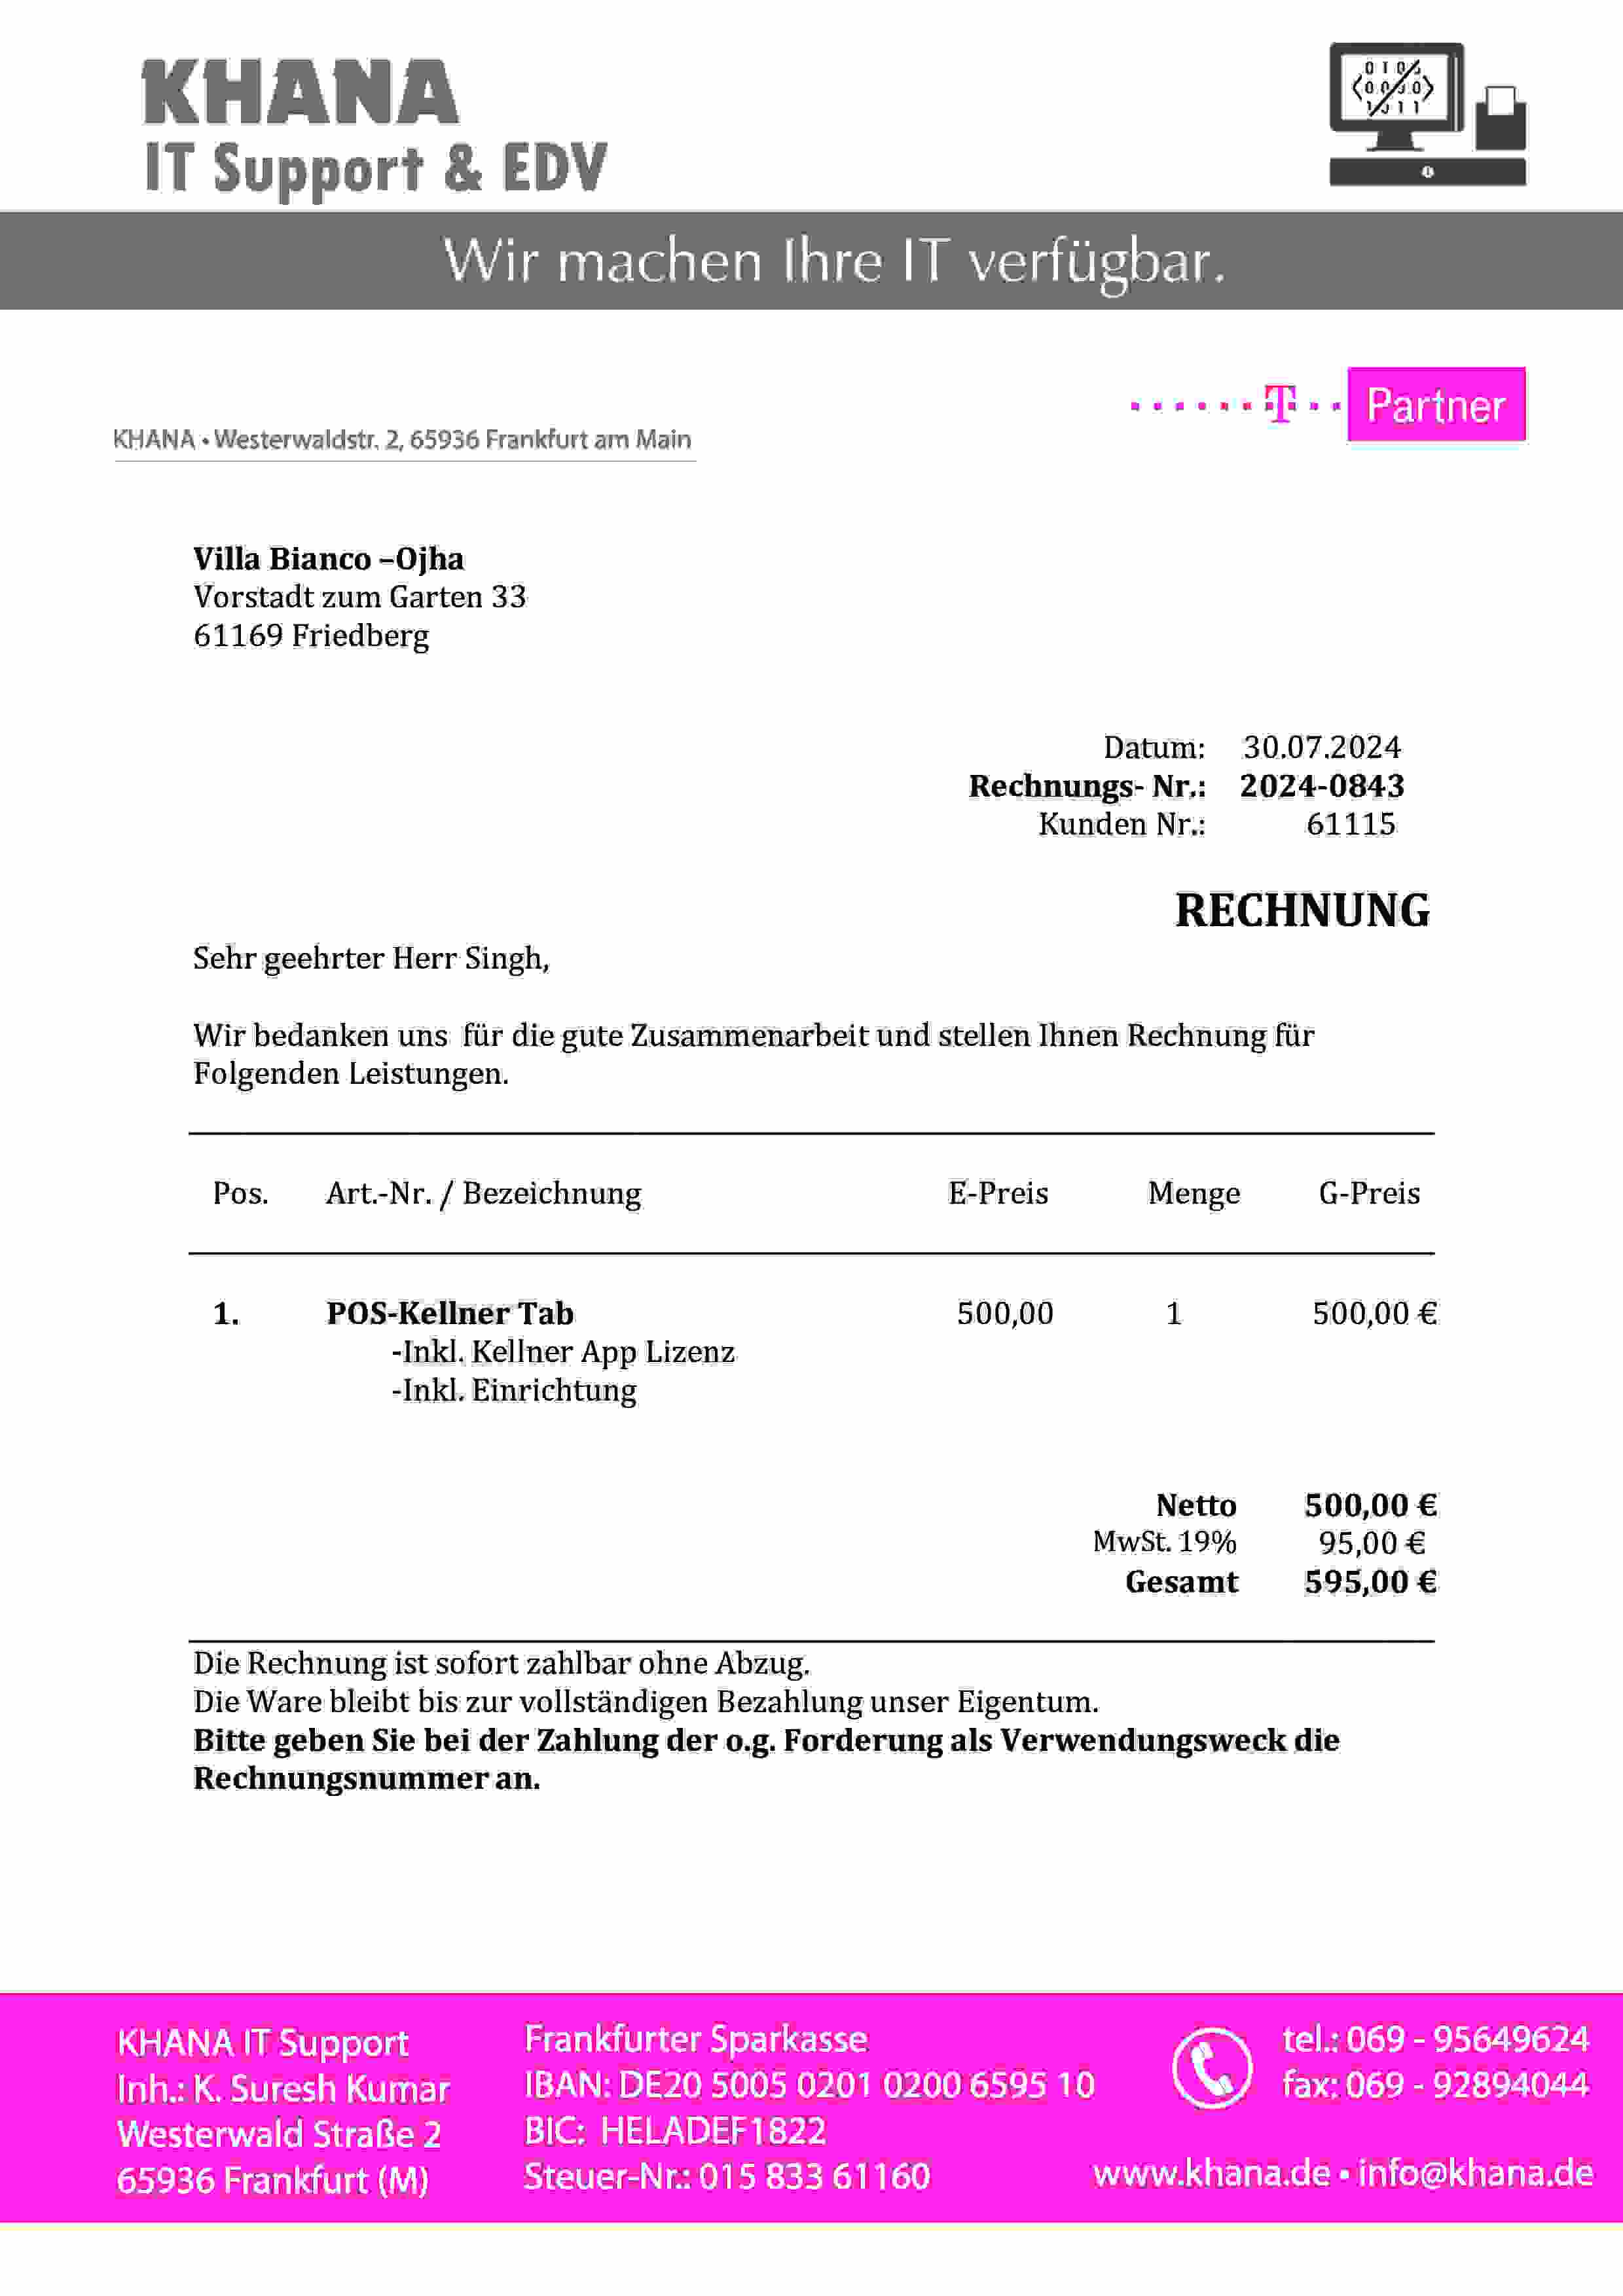 KHANA
IT Support & EDV
Wir machen Ihre IT verfügbar.
T Partner
KHANA • Westerwaldstr. 2, 65936 Frankfurt am Main
Villa Bianco –Ojha
Vorstadt zum Garten 33
61169 Friedberg
Datum: 30.07.2024
Rechnungs- Nr.: 2024-0843
Kunden Nr.: 61115
RECHNUNG
Sehr geehrter Herr Singh,
Wir bedanken uns für die gute Zusammenarbeit und stellen Ihnen Rechnung für
Folgenden Leistungen.
Pos. Art.-Nr. / Bezeichnung E-Preis Menge G-Preis
1. POS-Kellner Tab 500,00 1 500,00 €
-Inkl. Kellner App Lizenz
-Inkl. Einrichtung
Netto 500,00 €
MwSt. 19% 95,00 €
Gesamt 595,00 €
Die Rechnung ist sofort zahlbar ohne Abzug.
Die Ware bleibt bis zur vollständigen Bezahlung unser Eigentum.
Bitte geben Sie bei der Zahlung der o.g. Forderung als Verwendungsweck die
Rechnungsnummer an.
KHANA IT Support
Inh.: K. Suresh Kumar
Westerwald Straße 2
65936 Frankfurt (M)
Frankfurter Sparkasse
IBAN: DE20 5005 0201 0200 6595 10
BIC: HELADEF1822
Steuer-Nr.: 015 833 61160
tel.: 069 - 95649624
fax: 069 - 92894044
www.khana.de • info@khana.de